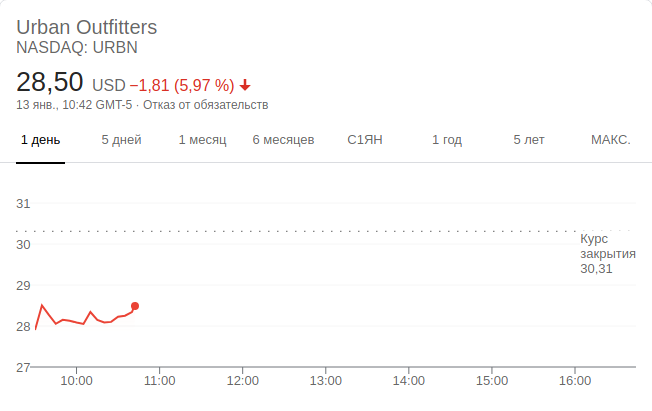 Urban Outfitters
NASDAQ: URBN
28,50 USD −1,81 (5,97 %)
13 янв., 10:42 GMT-5 · Отказ от обязательств
1 день 5 дней 1 месяц 6 месяцев С1ЯН 1 год 5 лет МАКС.
31
Курс
30
закрытия
30,31
29
28
27
10:00 11:00 12:00 13:00 14:00 15:00 16:00